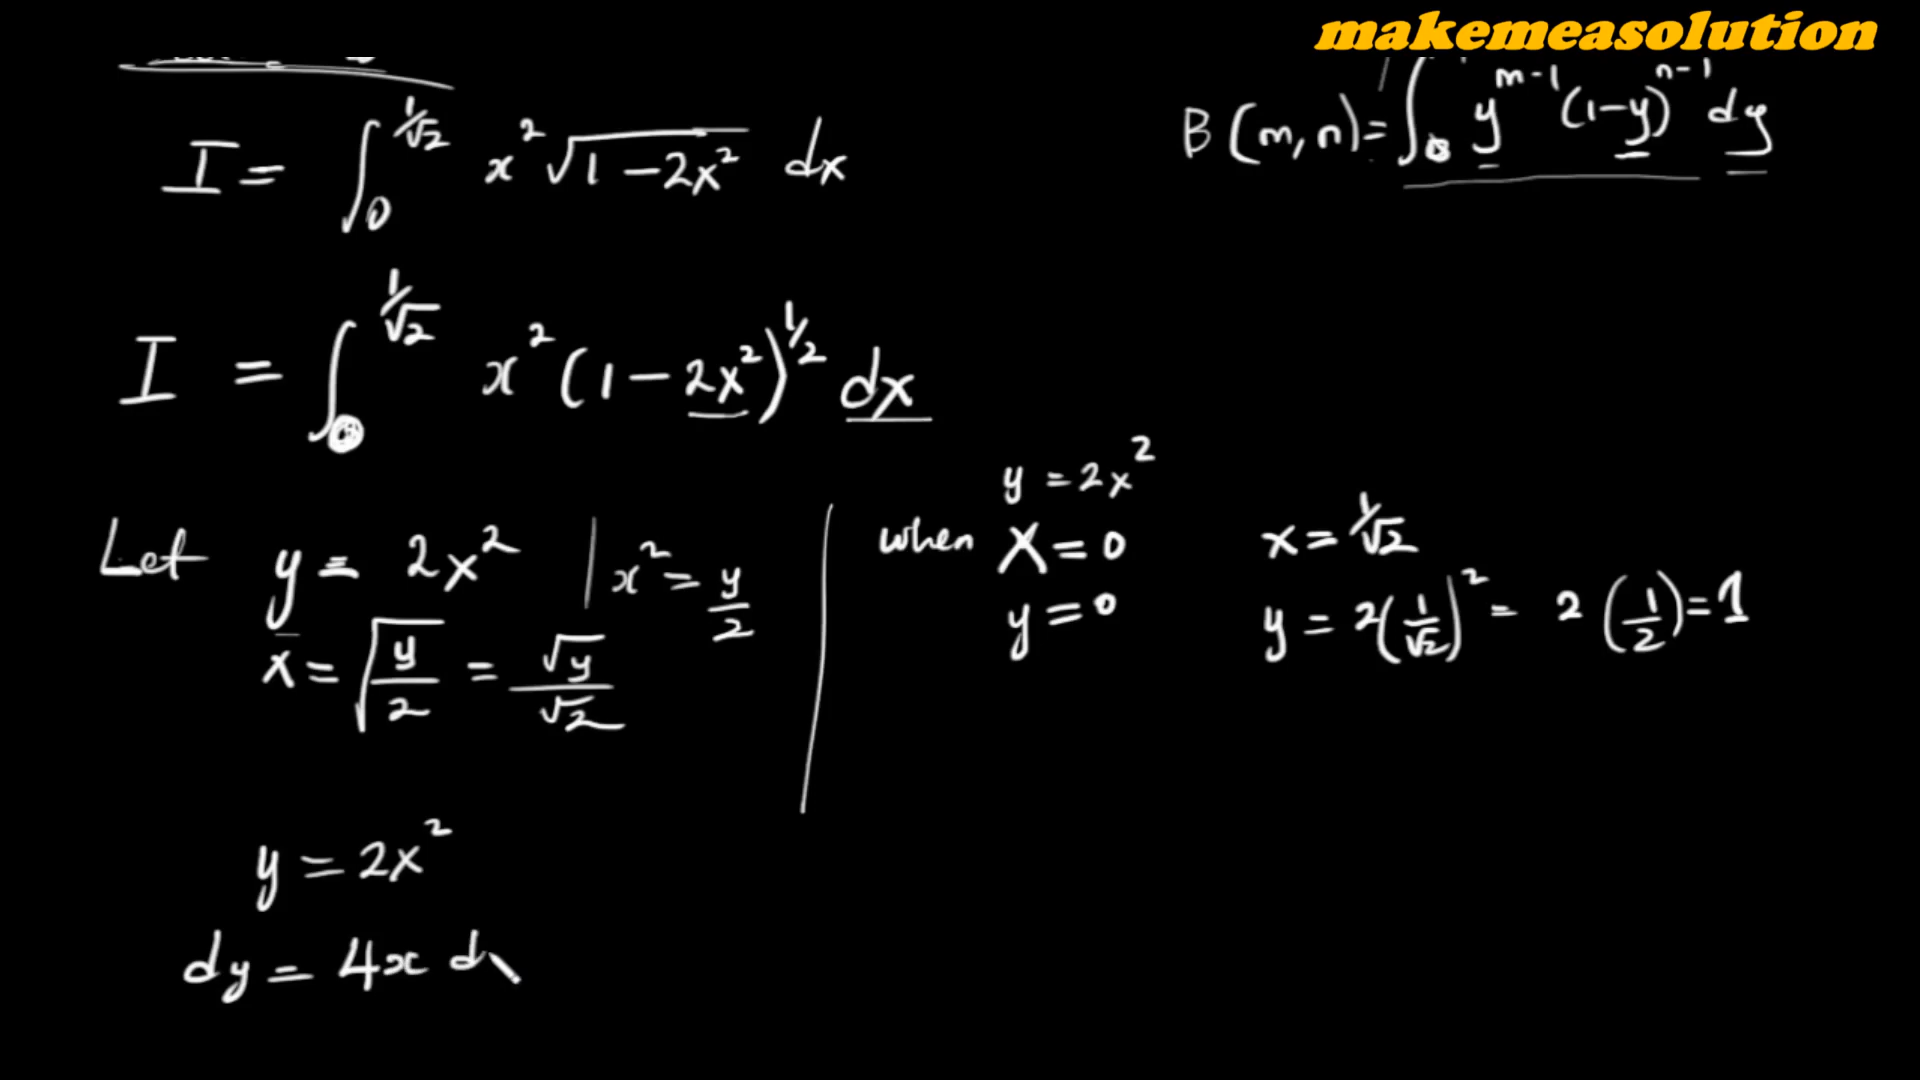 makemeasolution
I = ∫₀^(1/√2) x² √(1 - 2x²) dx
B(m, n) = ∫₀ y^(m-1) (1-y)^(n-1) dy
I = ∫₀^(1/√2) x² (1 - 2x²)^(1/2) dx
Let y = 2x² | x² = y/2
x = √(y/2) = √y/√2
y = 2x²
when x = 0 x = 1/√2
y = 0 y = 2(1/√2)² = 2(1/2) = 1
y = 2x²
dy = 4x d